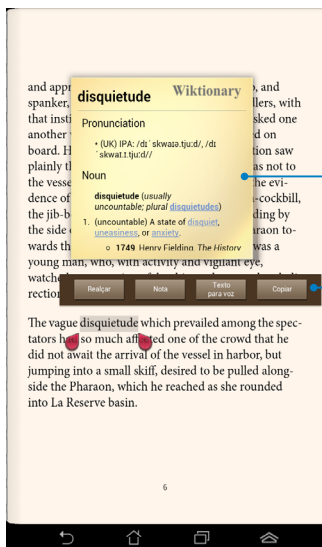 and appr , and
spanker, llers, with
that insti sked one
another ed on
board. H tion saw
plainly th as not to
the vesse he evi-
dence of -cockbill,
the jib-b ding by
the side araon to-
wards th was a
young man, who, with activity and vigilant eye,
rection
disquietude
Wiktionary
Pronunciation
• (UK) IPA: /dɪˈskwaɪə.tjuːd/, /dɪ
ˈskwaɪ.ɪ.tjuːd//
Noun
disquietude (usually
uncountable; plural disquietudes)
1. (uncountable) A state of disquiet,
uneasiness, or anxiety.
○ 1749 Henry Fielding The History
Realçar
Nota
Texto
para voz
Copiar
The vague disquietude which prevailed among the spec-
tators had so much affected one of the crowd that he
did not await the arrival of the vessel in harbor, but
jumping into a small skiff, desired to be pulled along-
side the Pharaon, which he reached as she rounded
into La Reserve basin.
6